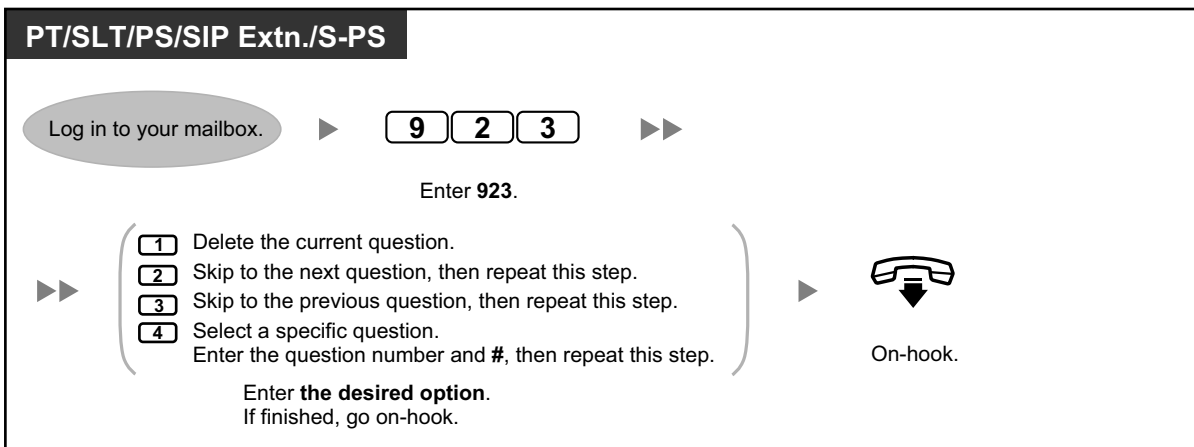 PT/SLT/PS/SIP Extn./S-PS
Log in to your mailbox.
9 2 3
Enter 923.
1 Delete the current question.
2 Skip to the next question, then repeat this step.
3 Skip to the previous question, then repeat this step.
4 Select a specific question.
Enter the question number and #, then repeat this step.
Enter the desired option.
If finished, go on-hook.
On-hook.